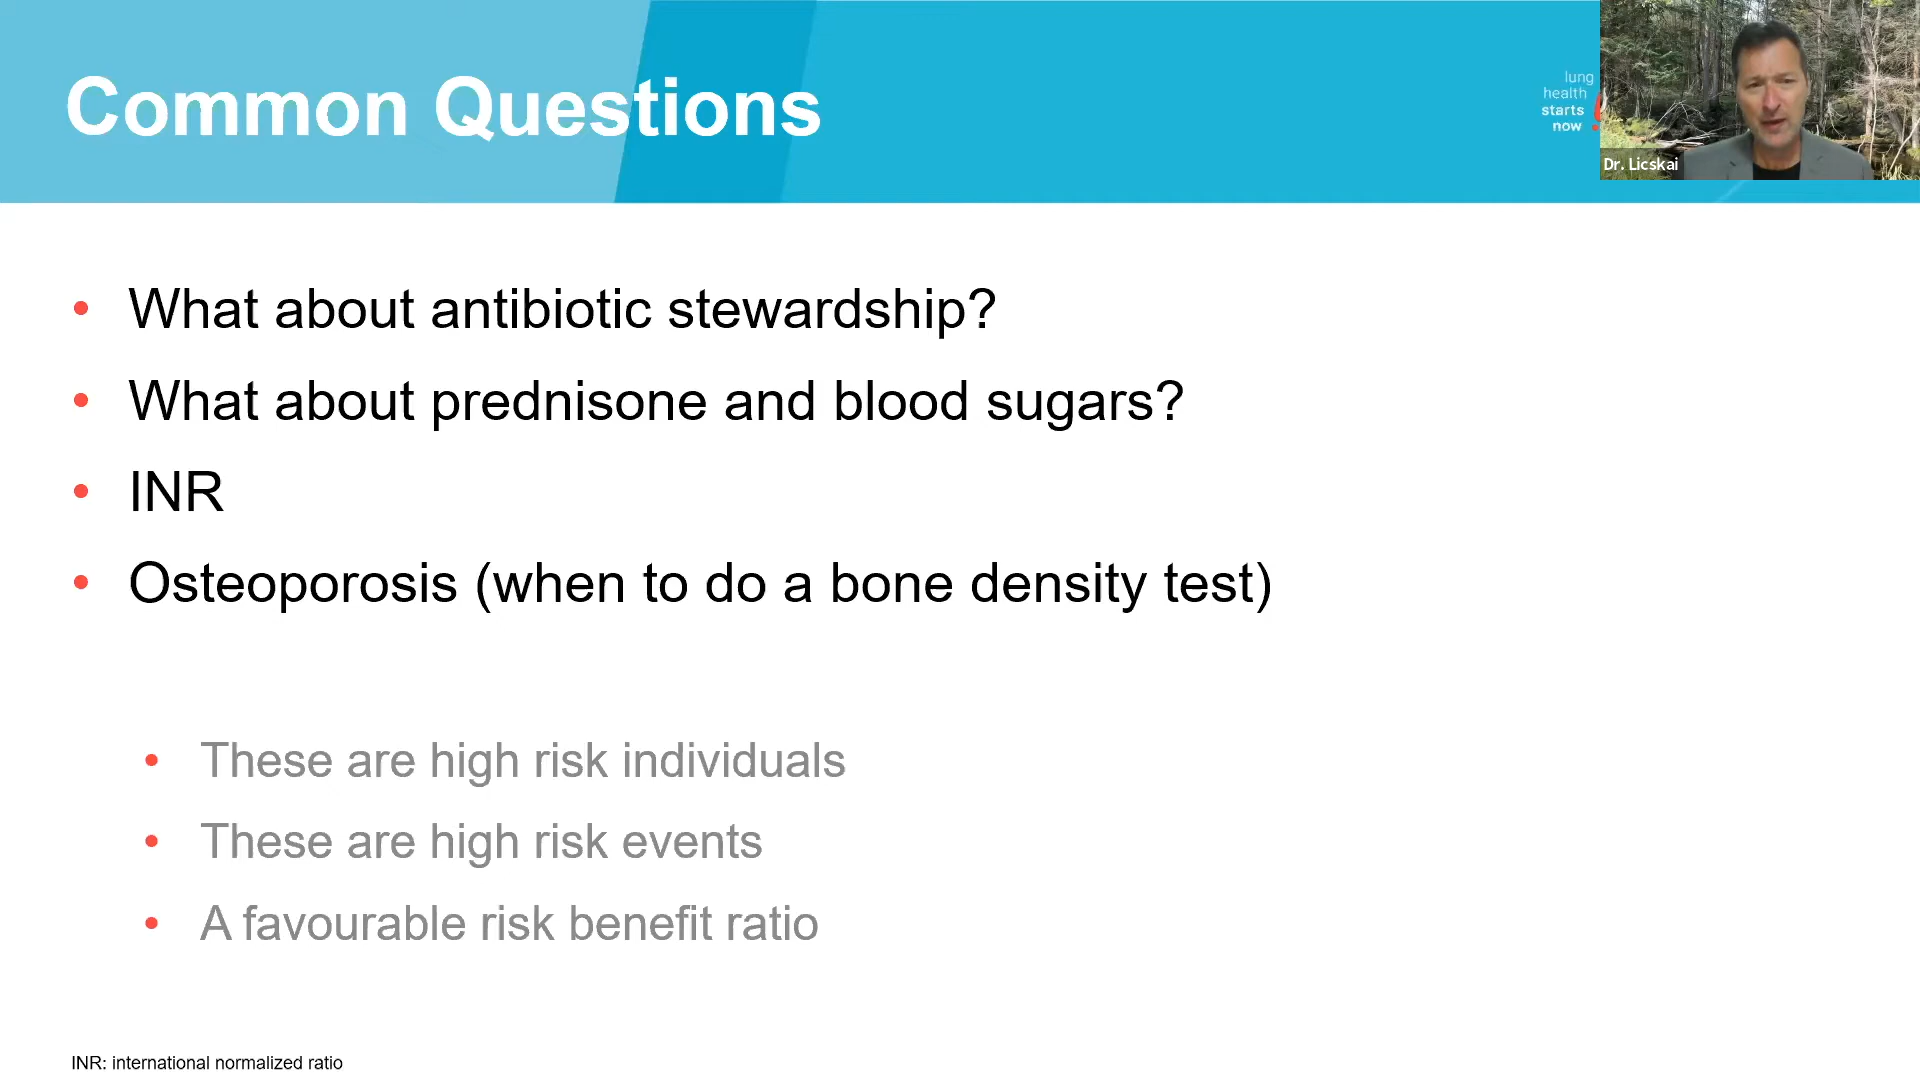 Common Questions
lung
health
starts
now
Dr. Licskai
• What about antibiotic stewardship?
• What about prednisone and blood sugars?
• INR
• Osteoporosis (when to do a bone density test)
• These are high risk individuals
• These are high risk events
• A favourable risk benefit ratio
INR: international normalized ratio